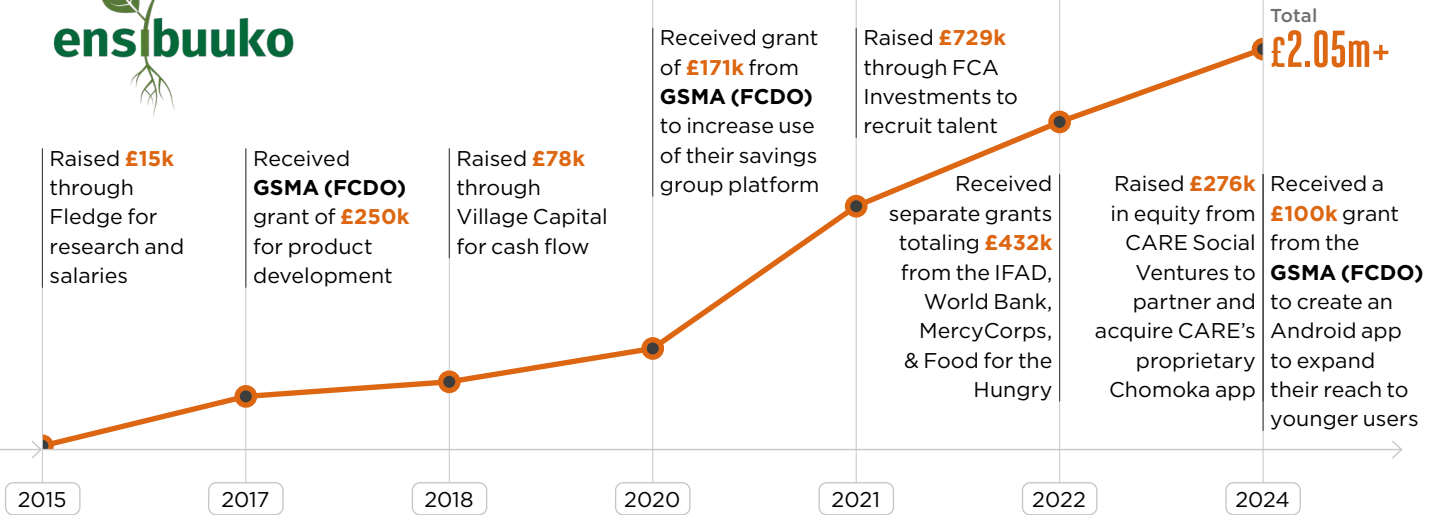 ensibuuko
Raised £15k
through
Fledge for
research and
salaries
Received
GSMA (FCDO)
grant of £250k
for product
development
Raised £78k
through
Village Capital
for cash flow
Received grant
of £171k from
GSMA (FCDO)
to increase use
of their savings
group platform
Raised £729k
through FCA
Investments to
recruit talent
Received
separate grants
totaling £432k
from the IFAD,
World Bank,
MercyCorps,
& Food for the
Hungry
Raised £276k
in equity from
CARE Social
Ventures to
partner and
acquire CARE’s
proprietary
Chomoka app
Received a
£100k grant
from the
GSMA (FCDO)
to create an
Android app
to expand
their reach to
younger users
Total
£2.05m+
2015
2017
2018
2020
2021
2022
2024